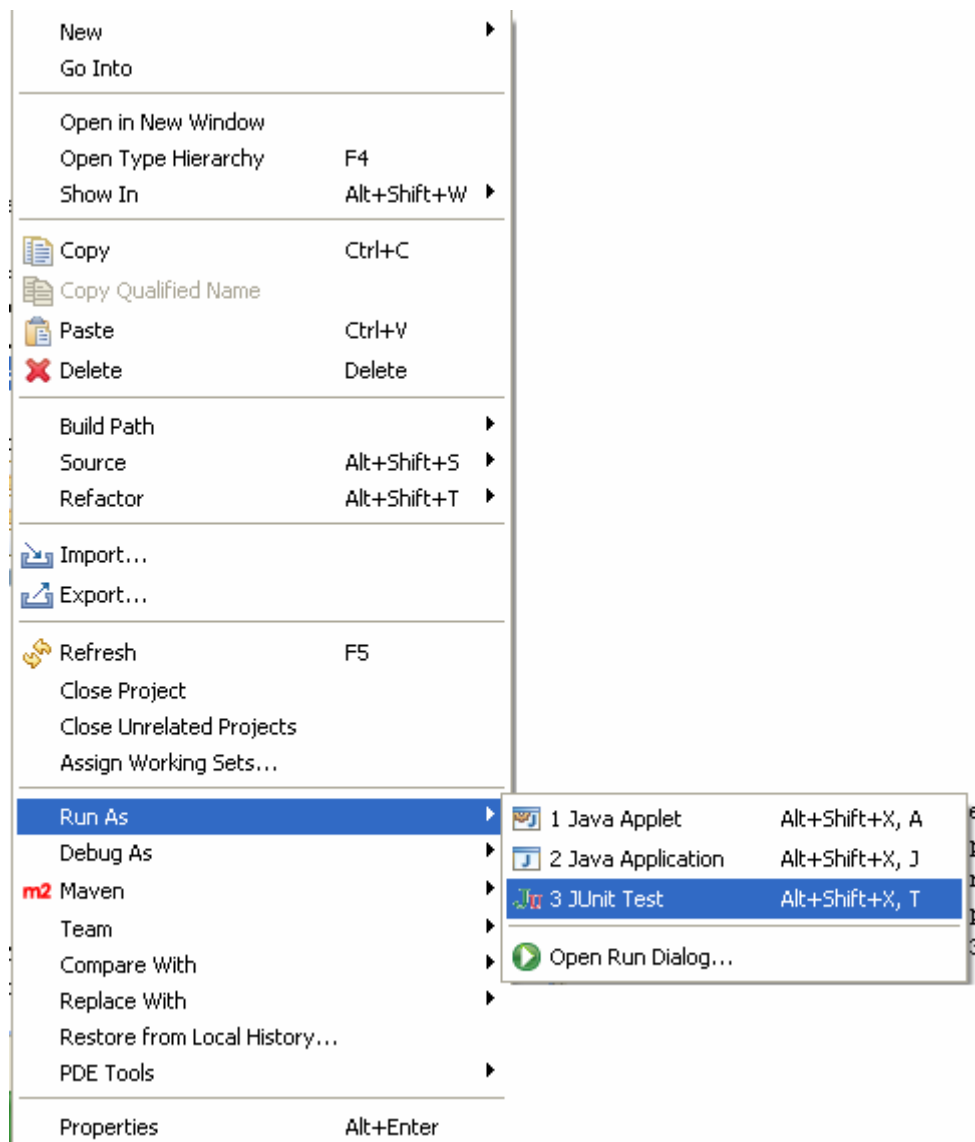 New
Go Into
Open in New Window
Open Type Hierarchy F4
Show In Alt+Shift+W
Copy Ctrl+C
Copy Qualified Name
Paste Ctrl+V
Delete Delete
Build Path
Source Alt+Shift+S
Refactor Alt+Shift+T
Import...
Export...
Refresh F5
Close Project
Close Unrelated Projects
Assign Working Sets...
Run As
1 Java Applet Alt+Shift+X, A
Debug As
2 Java Application Alt+Shift+X, J
m2 Maven
3 JUnit Test Alt+Shift+X, T
Team
Compare With
Open Run Dialog...
Replace With
Restore from Local History...
PDE Tools
Properties Alt+Enter